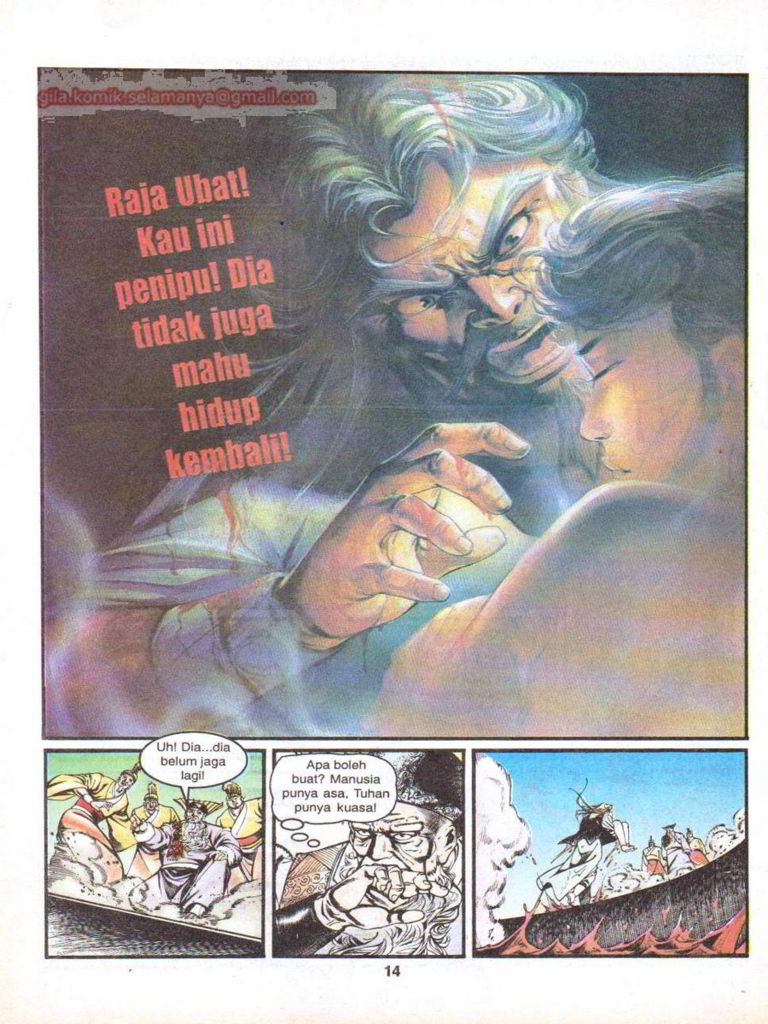 gila.komik.selamanya@gmail.com
Raja Ubat!
Kau ini
penipu! Dia
tidak juga
mahu
hidup
kembali!
Uh! Dia...dia
belum jaga
lagi!
Apa boleh
buat? Manusia
punya asa, Tuhan
punya kuasa!
14